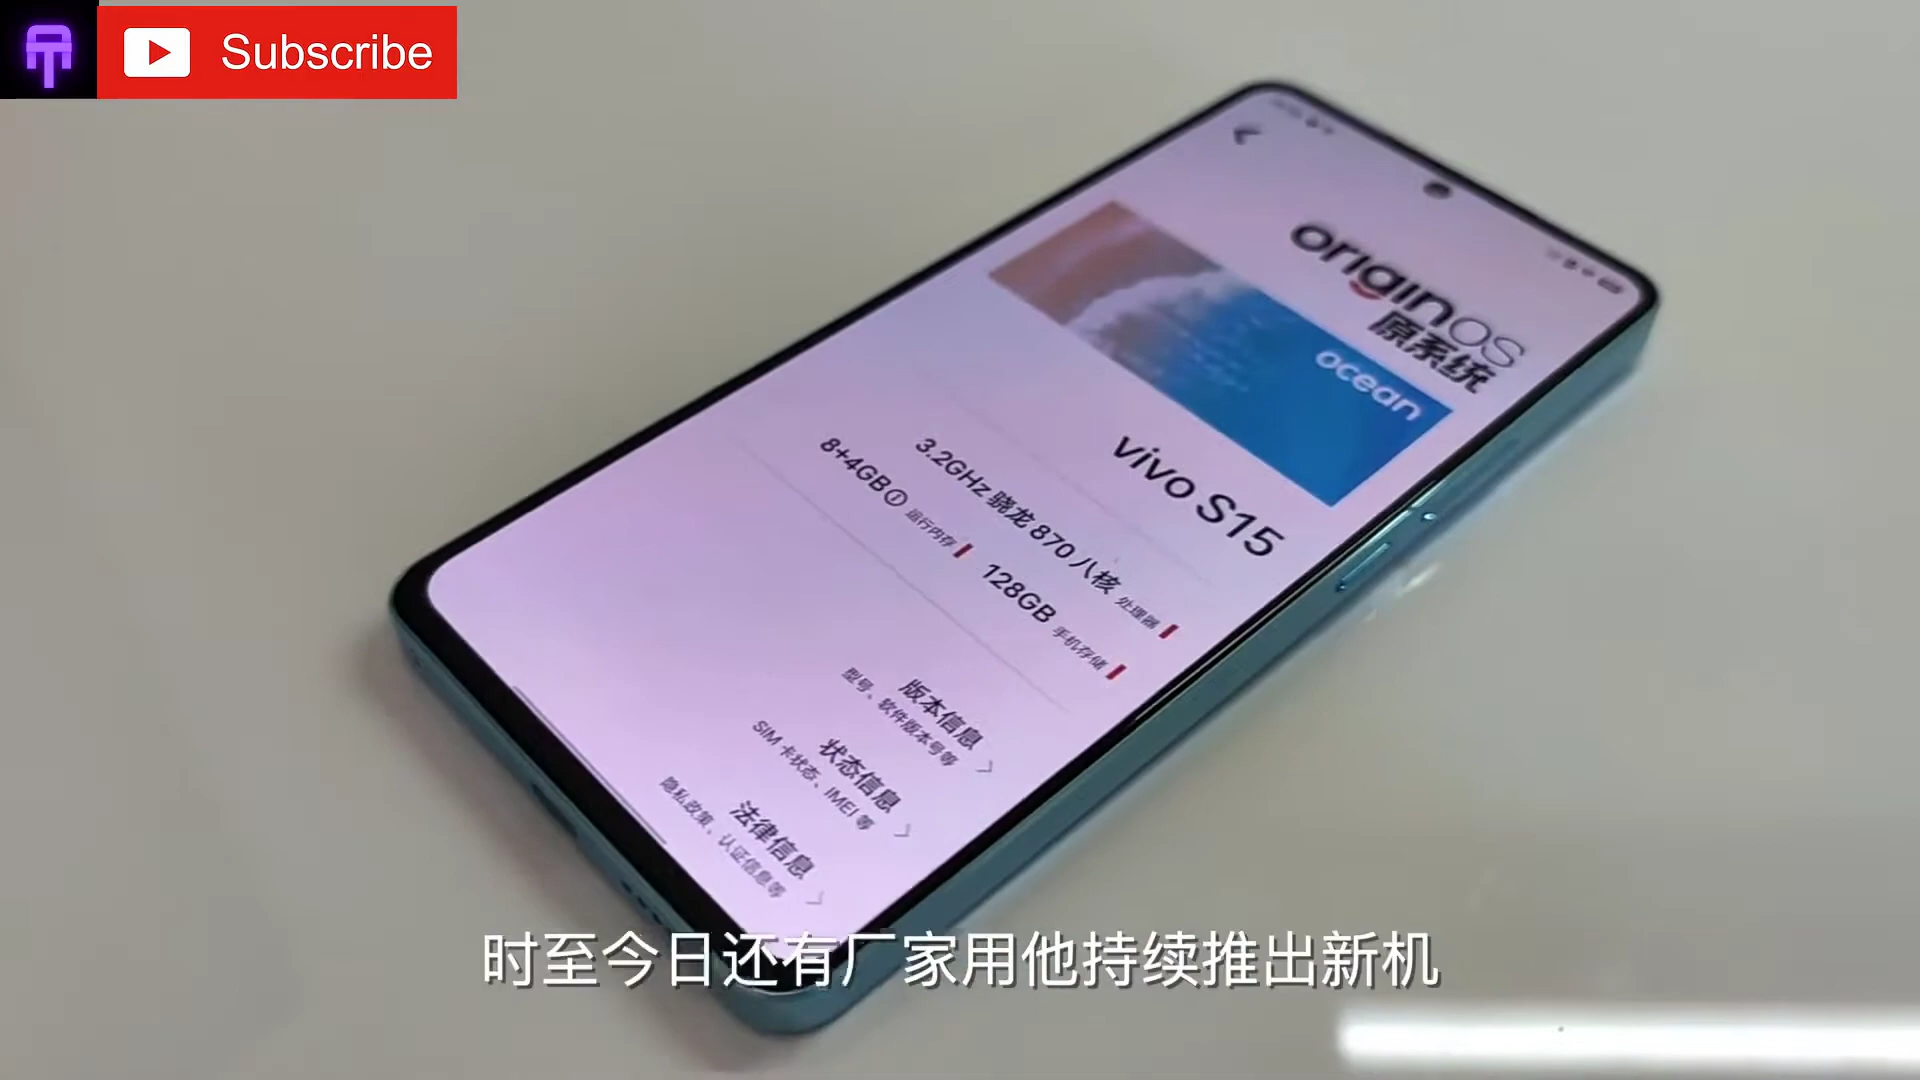 Subscribe
originOS
原系统
ocean
vivo S15
3.2GHz 骁龙 870 八核 处理器
8+4GB 运行内存
128GB 手机存储
版本信息
型号、软件版本号等
状态信息
SIM 卡状态、IMEI 等
法律信息
隐私政策、认证信息等
时至今日还有厂家用他持续推出新机